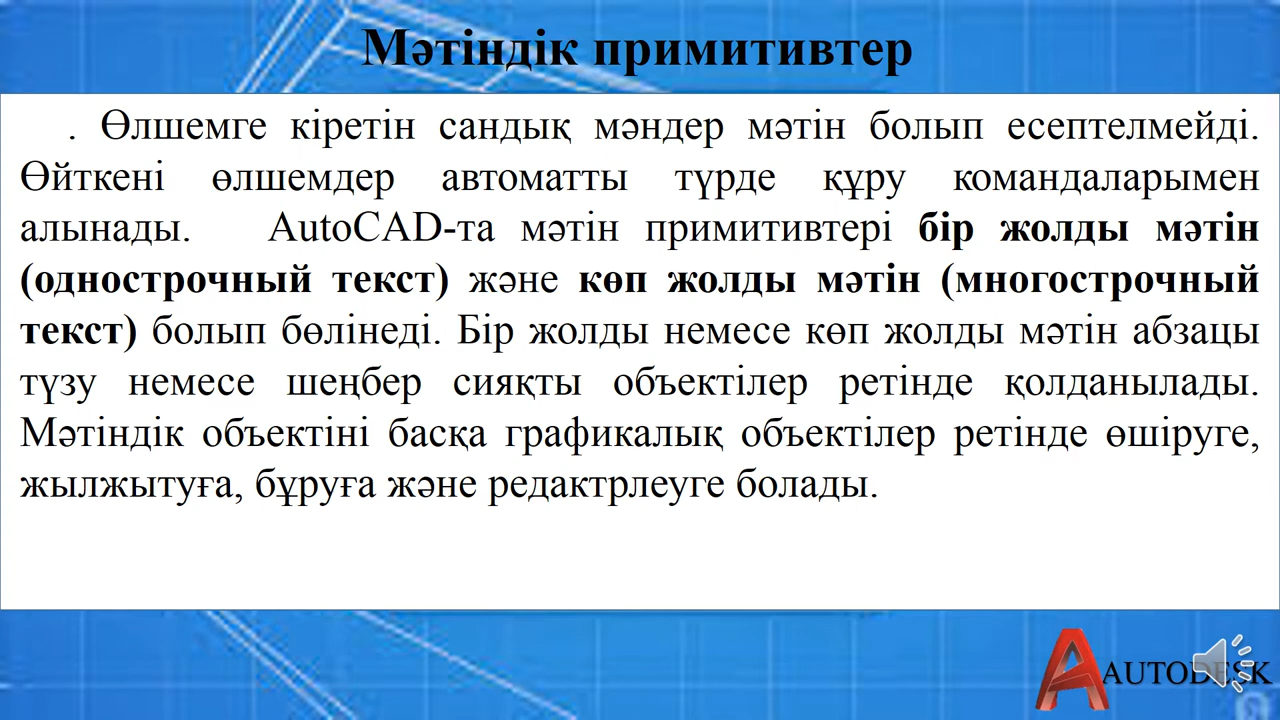 Мәтіндік примитивтер
. Өлшемге кіретін сандық мәндер мәтін болып есептелмейді.
Өйткені өлшемдер автоматты түрде құру командаларымен
алынады. AutoCAD-та мәтін примитивтері бір жолды мәтін
(однострочный текст) және көп жолды мәтін (многострочный
текст) болып бөлінеді. Бір жолды немесе көп жолды мәтін абзацы
түзу немесе шеңбер сияқты объектілер ретінде қолданылады.
Мәтіндік объектіні басқа графикалық объектілер ретінде өшіруге,
жылжытуға, бұруға және редактрлеуге болады.
AUTODESK